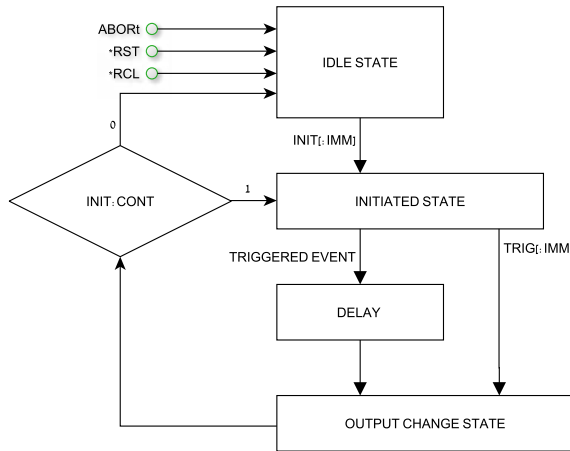 ABORt
*RST
*RCL
IDLE STATE
0
INIT[: IMM]
INIT: CONT
1
INITIATED STATE
TRIGGERED EVENT
TRIG[: IMM
DELAY
OUTPUT CHANGE STATE